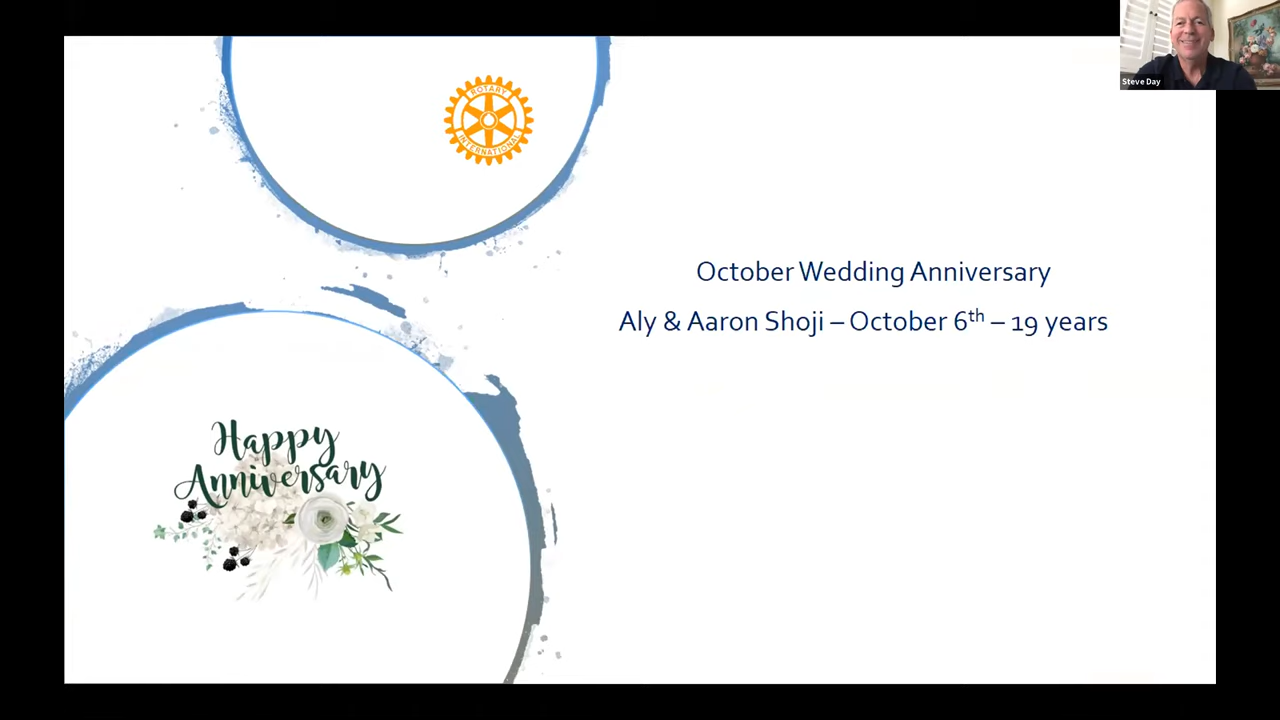 Steve Day
ROTARY
INTERNATIONAL
October Wedding Anniversary
Aly & Aaron Shoji – October 6th – 19 years
Happy
Anniversary